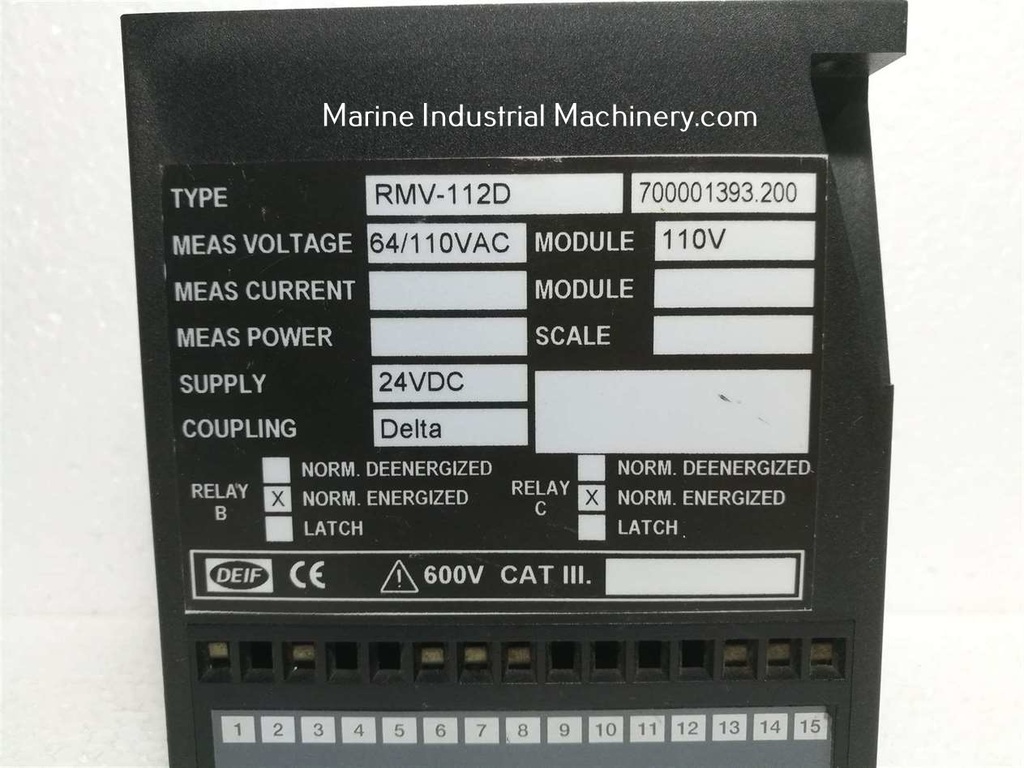 Marine Industrial Machinery.com
TYPE RMV-112D 700001393.200
MEAS VOLTAGE 64/110VAC MODULE 110V
MEAS CURRENT MODULE
MEAS POWER SCALE
SUPPLY 24VDC
COUPLING Delta
RELAY B
NORM. DEENERGIZED
X NORM. ENERGIZED
LATCH
RELAY C
NORM. DEENERGIZED
X NORM. ENERGIZED
LATCH.
DEIF CE 600V CAT III.
1 2 3 4 5 6 7 8 9 10 11 12 13 14 15